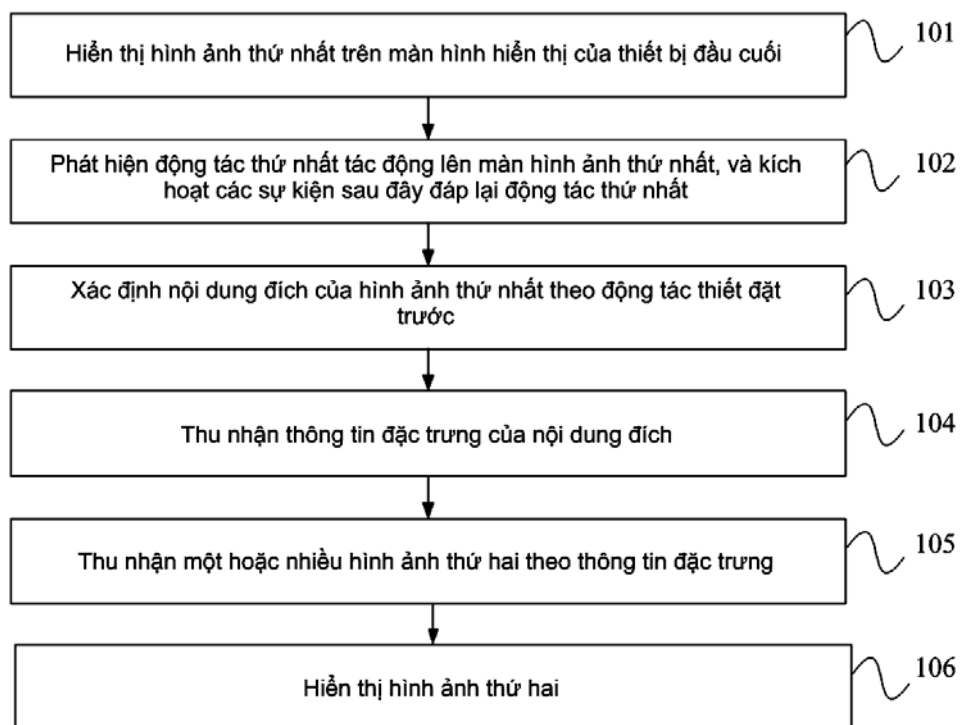 Hiển thị hình ảnh thứ nhất trên màn hình hiển thị của thiết bị đầu cuối
101
Phát hiện động tác thứ nhất tác động lên màn hình ảnh thứ nhất, và kích
hoạt các sự kiện sau đây đáp lại động tác thứ nhất
102
Xác định nội dung đích của hình ảnh thứ nhất theo động tác thiết đặt
trước
103
Thu nhận thông tin đặc trưng của nội dung đích
104
Thu nhận một hoặc nhiều hình ảnh thứ hai theo thông tin đặc trưng
105
Hiển thị hình ảnh thứ hai
106